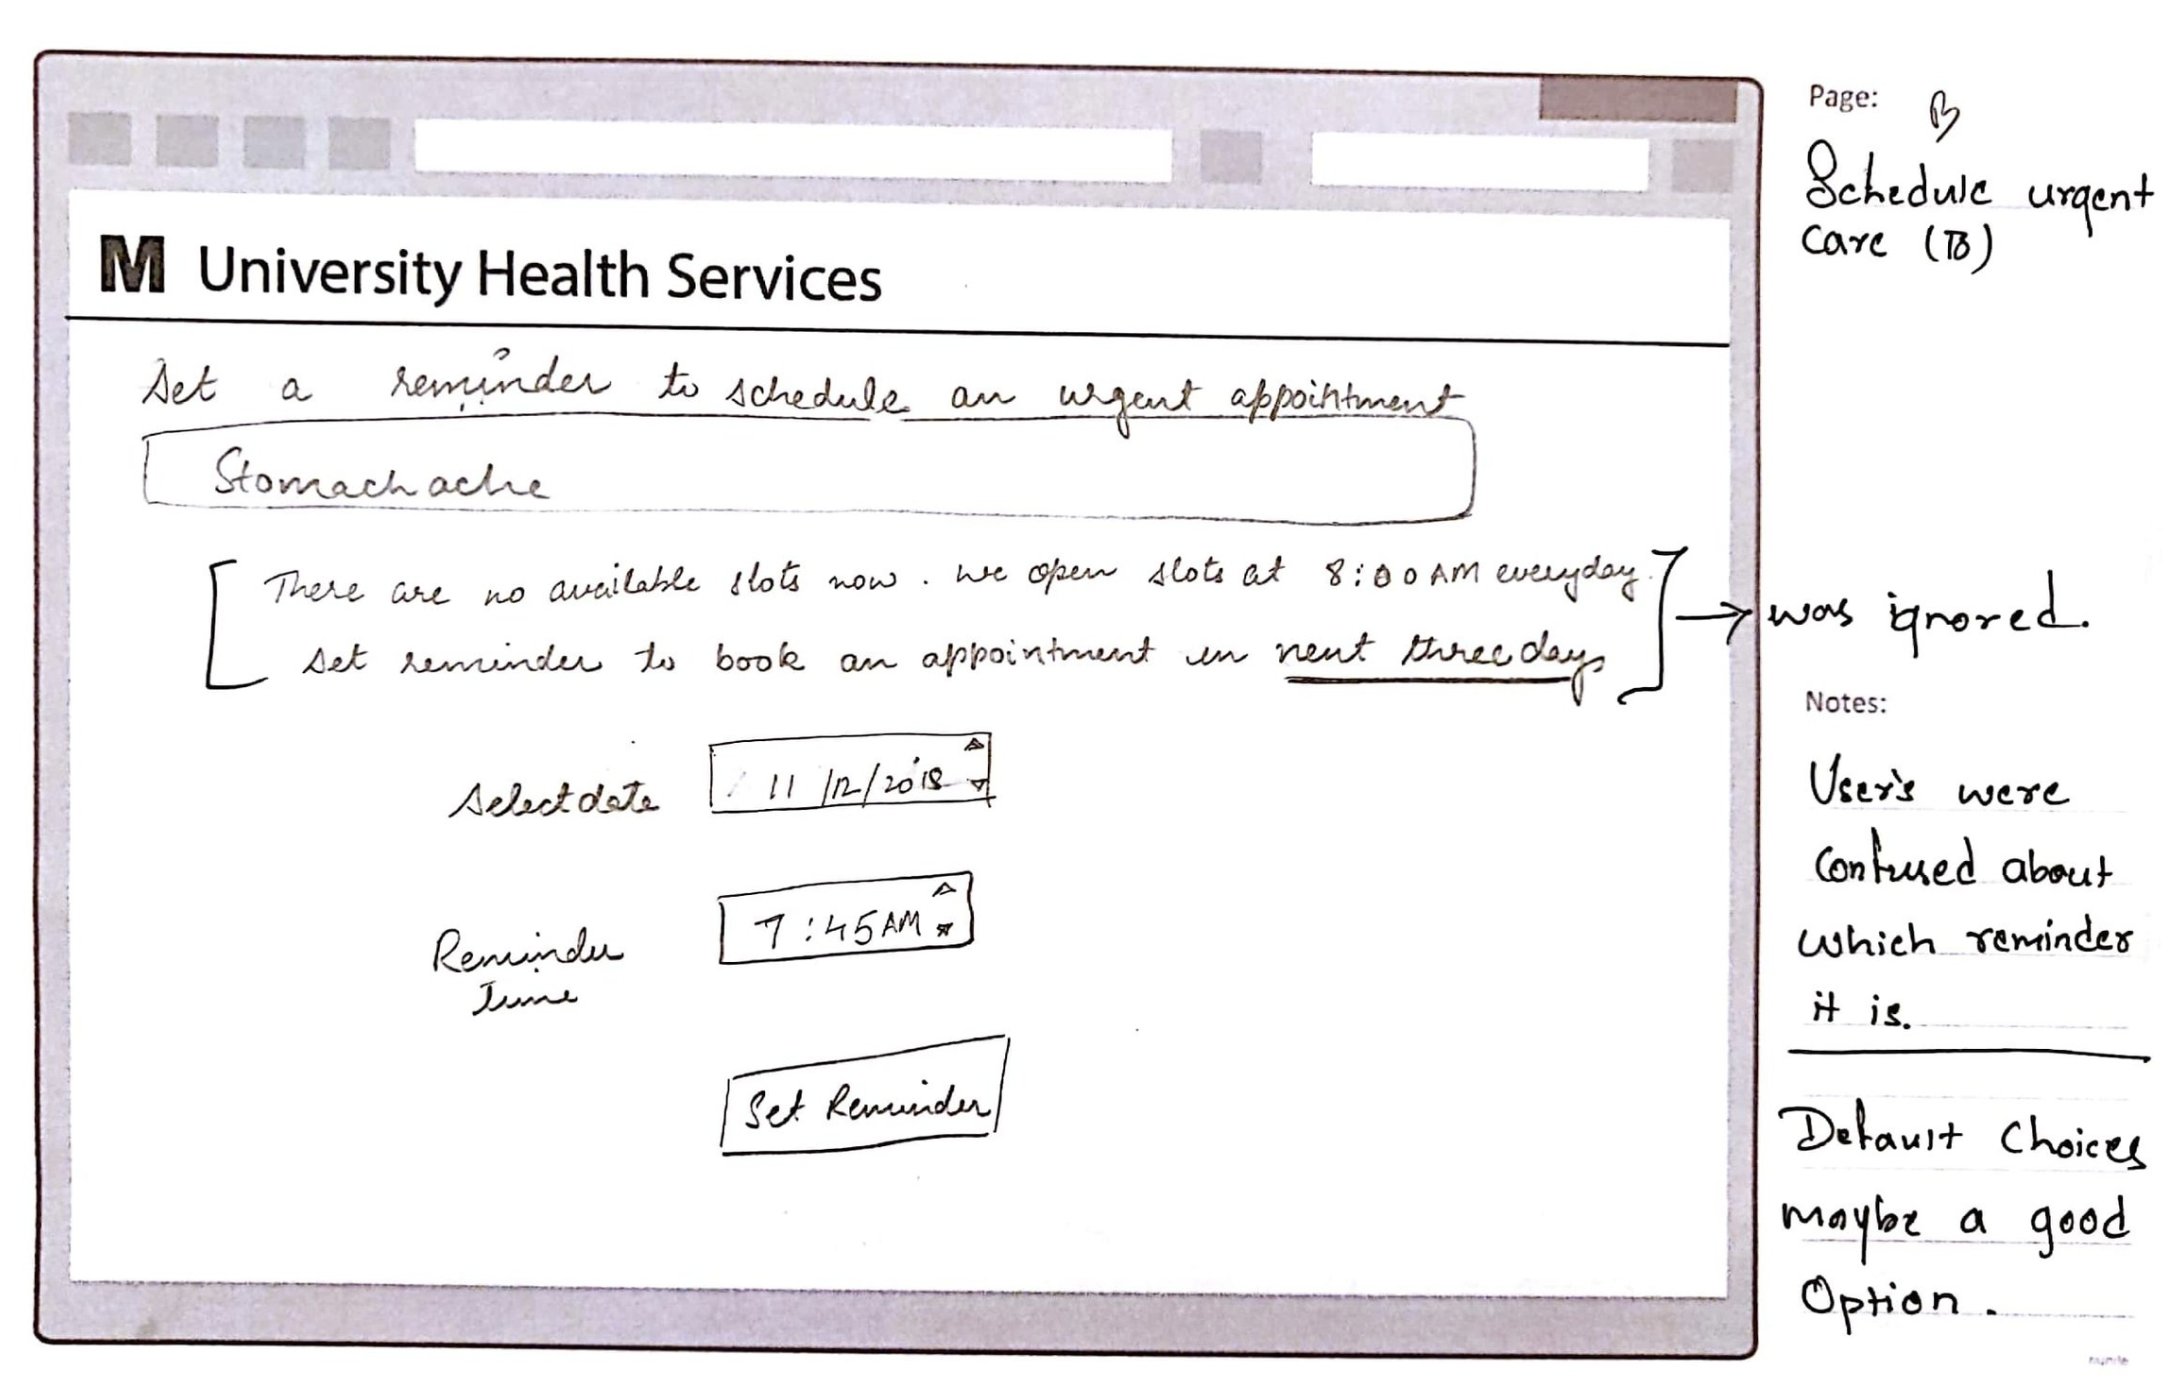 Page: B
Schedule urgent
care (B)
M University Health Services
Set a reminder to schedule an urgent appointment
Stomach ache
There are no available slots now. We open slots at 8:00 AM everyday.
Set reminder to book an appointment in next three days
was ignored.
Select date 11/12/2018
Reminder
Time
7:45 AM
Set Reminder
Notes:
User's were
confused about
which reminder
it is.
Default Choices
maybe a good
Option.